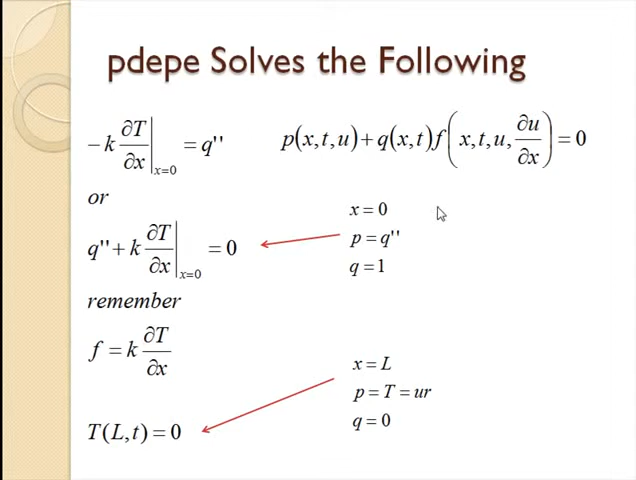 pdepe Solves the Following
-k ∂T/∂x |x=0 = q''
p(x,t,u)+q(x,t)f(x,t,u,∂u/∂x)=0
or
q''+k ∂T/∂x |x=0 = 0
x=0
p=q''
q=1
remember
f=k ∂T/∂x
x=L
p=T=ur
q=0
T(L,t)=0